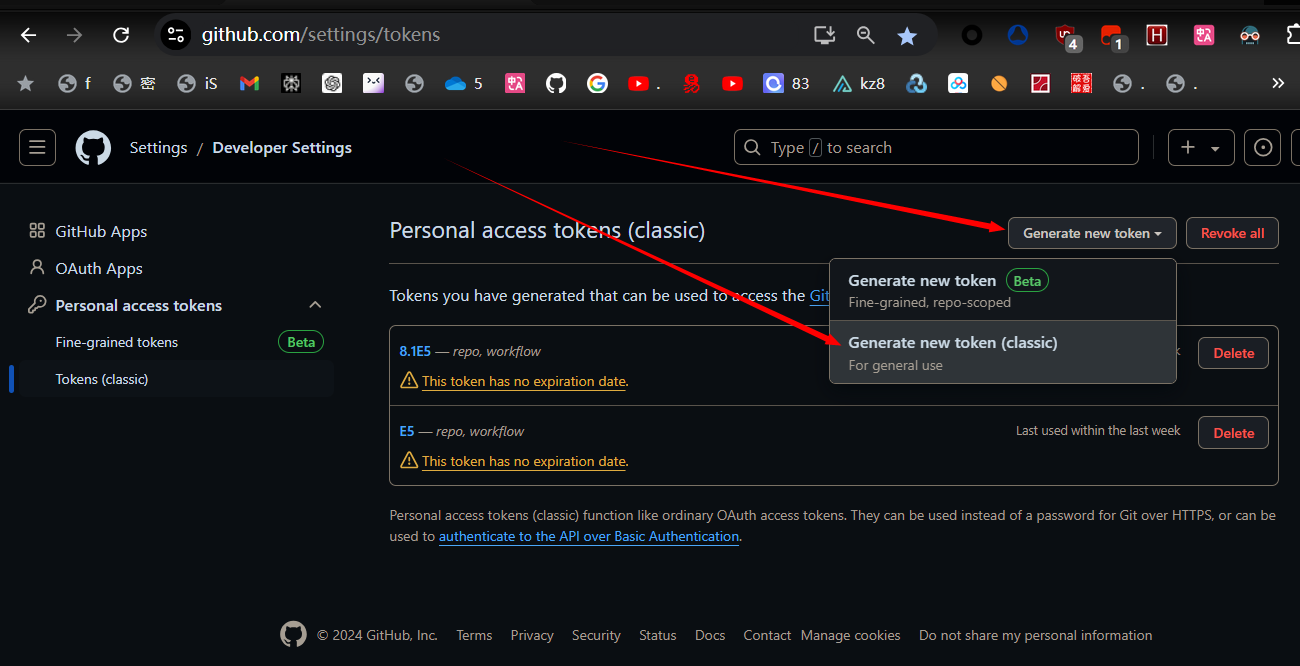 github.com/settings/tokens
4
1
H
f
密
iS
5
.
83
kz8
.
.
Settings / Developer Settings
Type / to search
GitHub Apps
OAuth Apps
Personal access tokens
Fine-grained tokens Beta
Tokens (classic)
Personal access tokens (classic)
Generate new token
Revoke all
Generate new token Beta
Fine-grained, repo-scoped
Generate new token (classic)
For general use
Tokens you have generated that can be used to access the Git
8.1E5 — repo, workflow
Delete
This token has no expiration date.
E5 — repo, workflow
Last used within the last week
Delete
This token has no expiration date.
Personal access tokens (classic) function like ordinary OAuth access tokens. They can be used instead of a password for Git over HTTPS, or can be
used to authenticate to the API over Basic Authentication.
© 2024 GitHub, Inc. Terms Privacy Security Status Docs Contact Manage cookies Do not share my personal information